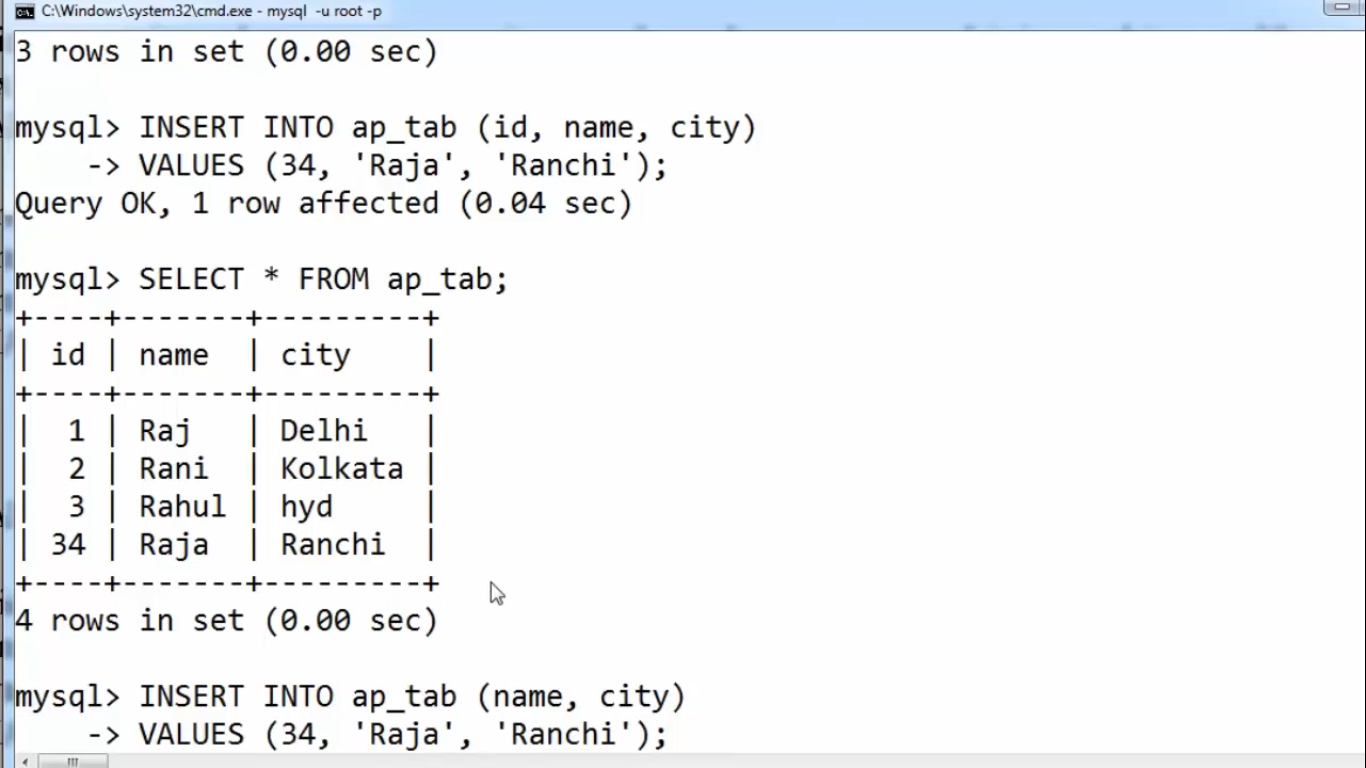 C:\Windows\system32\cmd.exe - mysql  -u root -p
3 rows in set (0.00 sec)
mysql> INSERT INTO ap_tab (id, name, city)
    -> VALUES (34, 'Raja', 'Ranchi');
Query OK, 1 row affected (0.04 sec)
mysql> SELECT * FROM ap_tab;
+----+-------+---------+
| id | name  | city    |
+----+-------+---------+
|  1 | Raj   | Delhi   |
|  2 | Rani  | Kolkata |
|  3 | Rahul | hyd     |
| 34 | Raja  | Ranchi  |
+----+-------+---------+
4 rows in set (0.00 sec)
mysql> INSERT INTO ap_tab (name, city)
    -> VALUES (34, 'Raja', 'Ranchi');